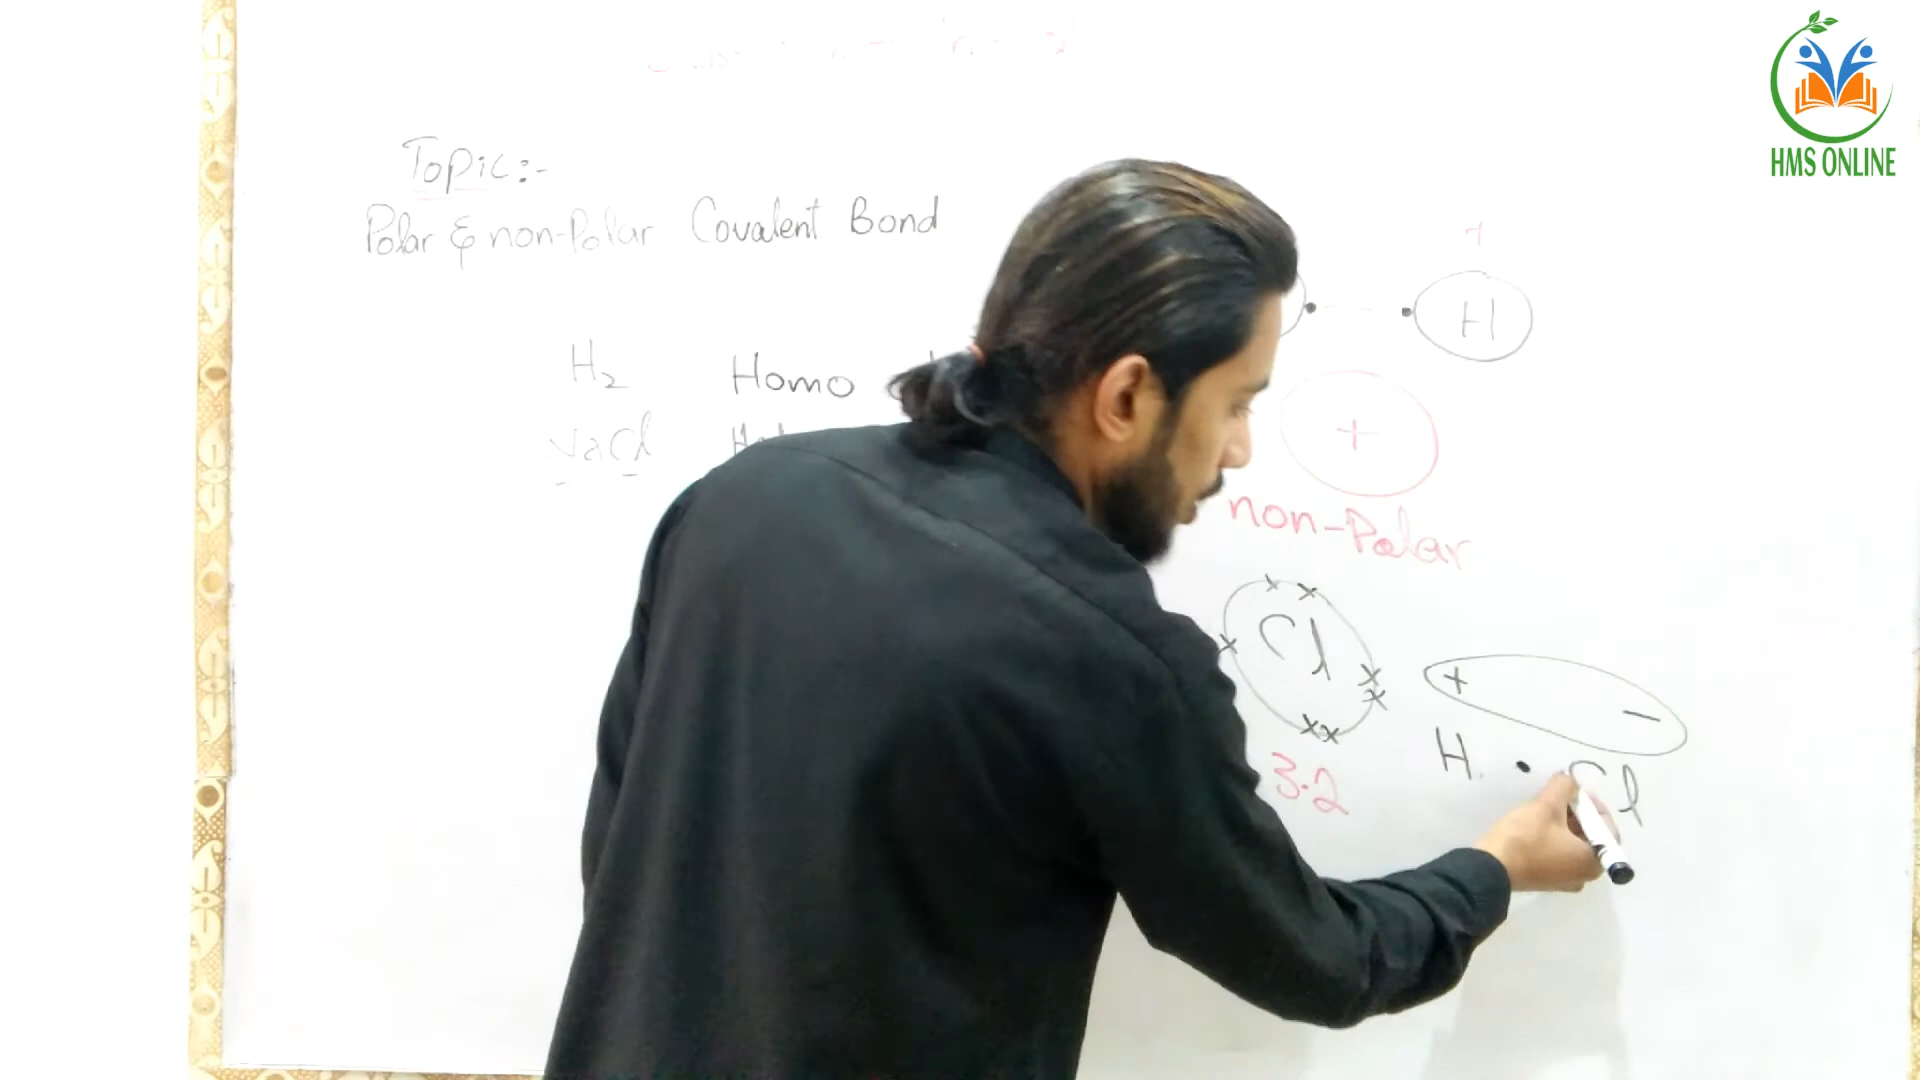 HMS ONLINE
Topic:-
Polar & non-Polar Covalent Bond
+
H
H₂ Homo
NaCl
+
non-Polar
Cl
+ −
H . Cl
3.2